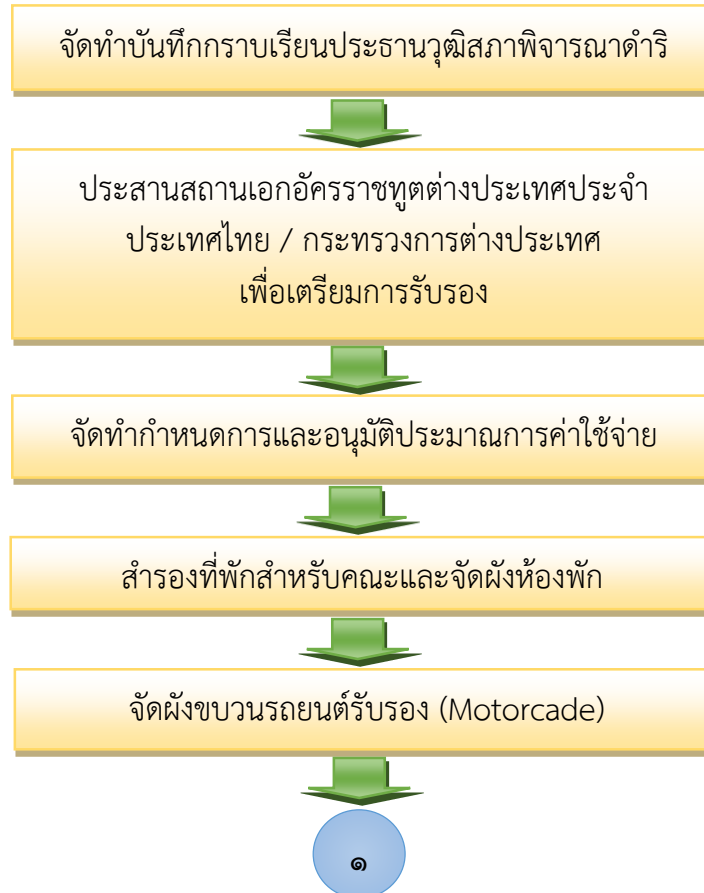 จัดทำบันทึกกราบเรียนประธานวุฒิสภาพิจารณาดำริ
ประสานสถานเอกอัครราชทูตต่างประเทศประจำ
ประเทศไทย / กระทรวงการต่างประเทศ
เพื่อเตรียมการรับรอง
จัดทำกำหนดการและอนุมัติประมาณการค่าใช้จ่าย
สำรองที่พักสำหรับคณะและจัดผังห้องพัก
จัดผังขบวนรถยนต์รับรอง (Motorcade)
๑